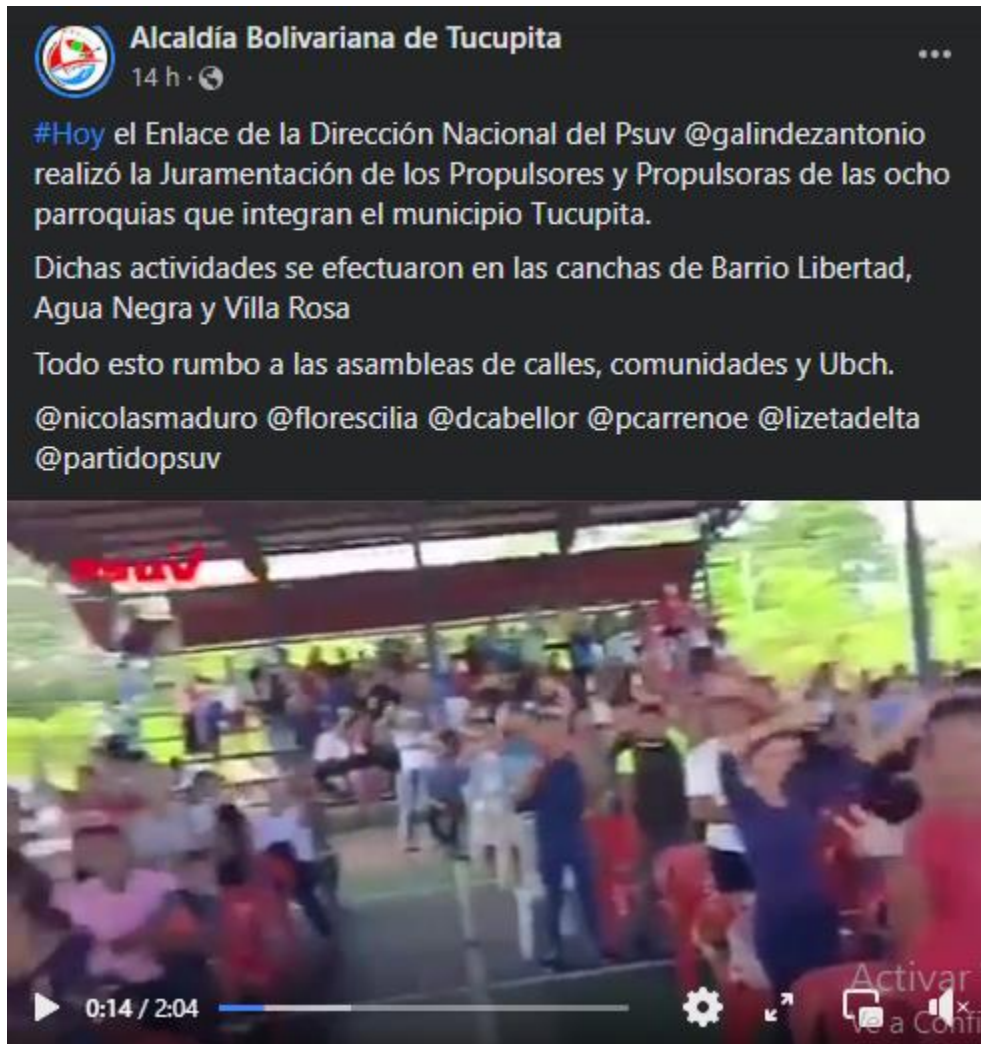 Alcaldía Bolivariana de Tucupita
14 h ·
#Hoy el Enlace de la Dirección Nacional del Psuv @galindezantonio
realizó la Juramentación de los Propulsores y Propulsoras de las ocho
parroquias que integran el municipio Tucupita.
Dichas actividades se efectuaron en las canchas de Barrio Libertad,
Agua Negra y Villa Rosa
Todo esto rumbo a las asambleas de calles, comunidades y Ubch.
@nicolasmaduro @florescilia @dcabellor @pcarrenoe @lizetadelta
@partidopsuv
Activar
0:14 / 2:04
Ve a Confi